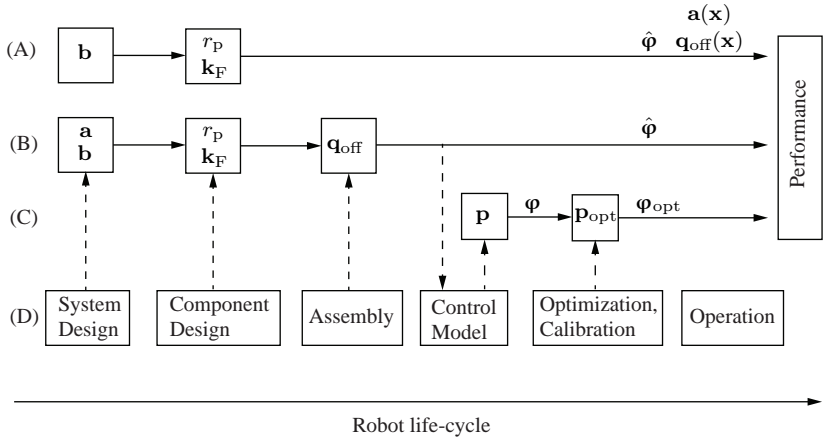 a(x)
(A) b r_p φ̂ q_off(x)
k_F
(B) a r_p q_off φ̂
b k_F
Performance
(C) p φ p_opt φ_opt
(D) System Component Assembly Control Optimization, Operation
Design Design Model Calibration
Robot life-cycle